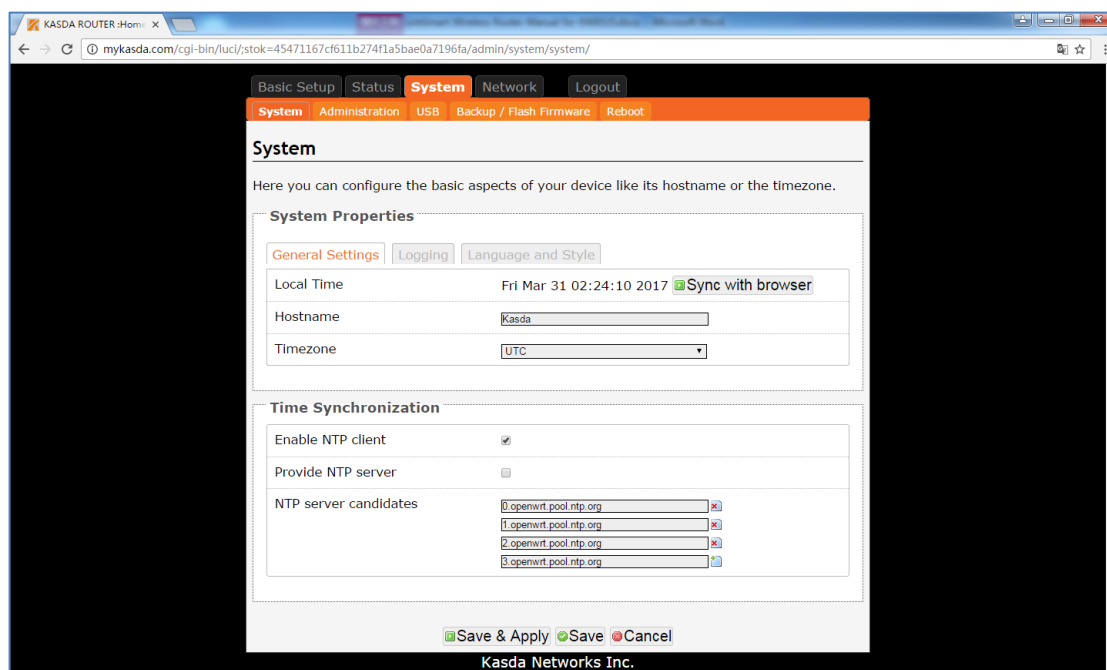 KASDA ROUTER :Hom
mykasda.com/cgi-bin/luci/;stok=45471167cf611b274f1a5bae0a7196fa/admin/system/system/
Basic Setup Status System Network Logout
System Administration USB Backup / Flash Firmware Reboot
System
Here you can configure the basic aspects of your device like its hostname or the timezone.
System Properties
General Settings Logging Language and Style
Local Time Fri Mar 31 02:24:10 2017 Sync with browser
Hostname Kasda
Timezone UTC
Time Synchronization
Enable NTP client
Provide NTP server
NTP server candidates 0.openwrt.pool.ntp.org
1.openwrt.pool.ntp.org
2.openwrt.pool.ntp.org
3.openwrt.pool.ntp.org
Save & Apply Save Cancel
Kasda Networks Inc.